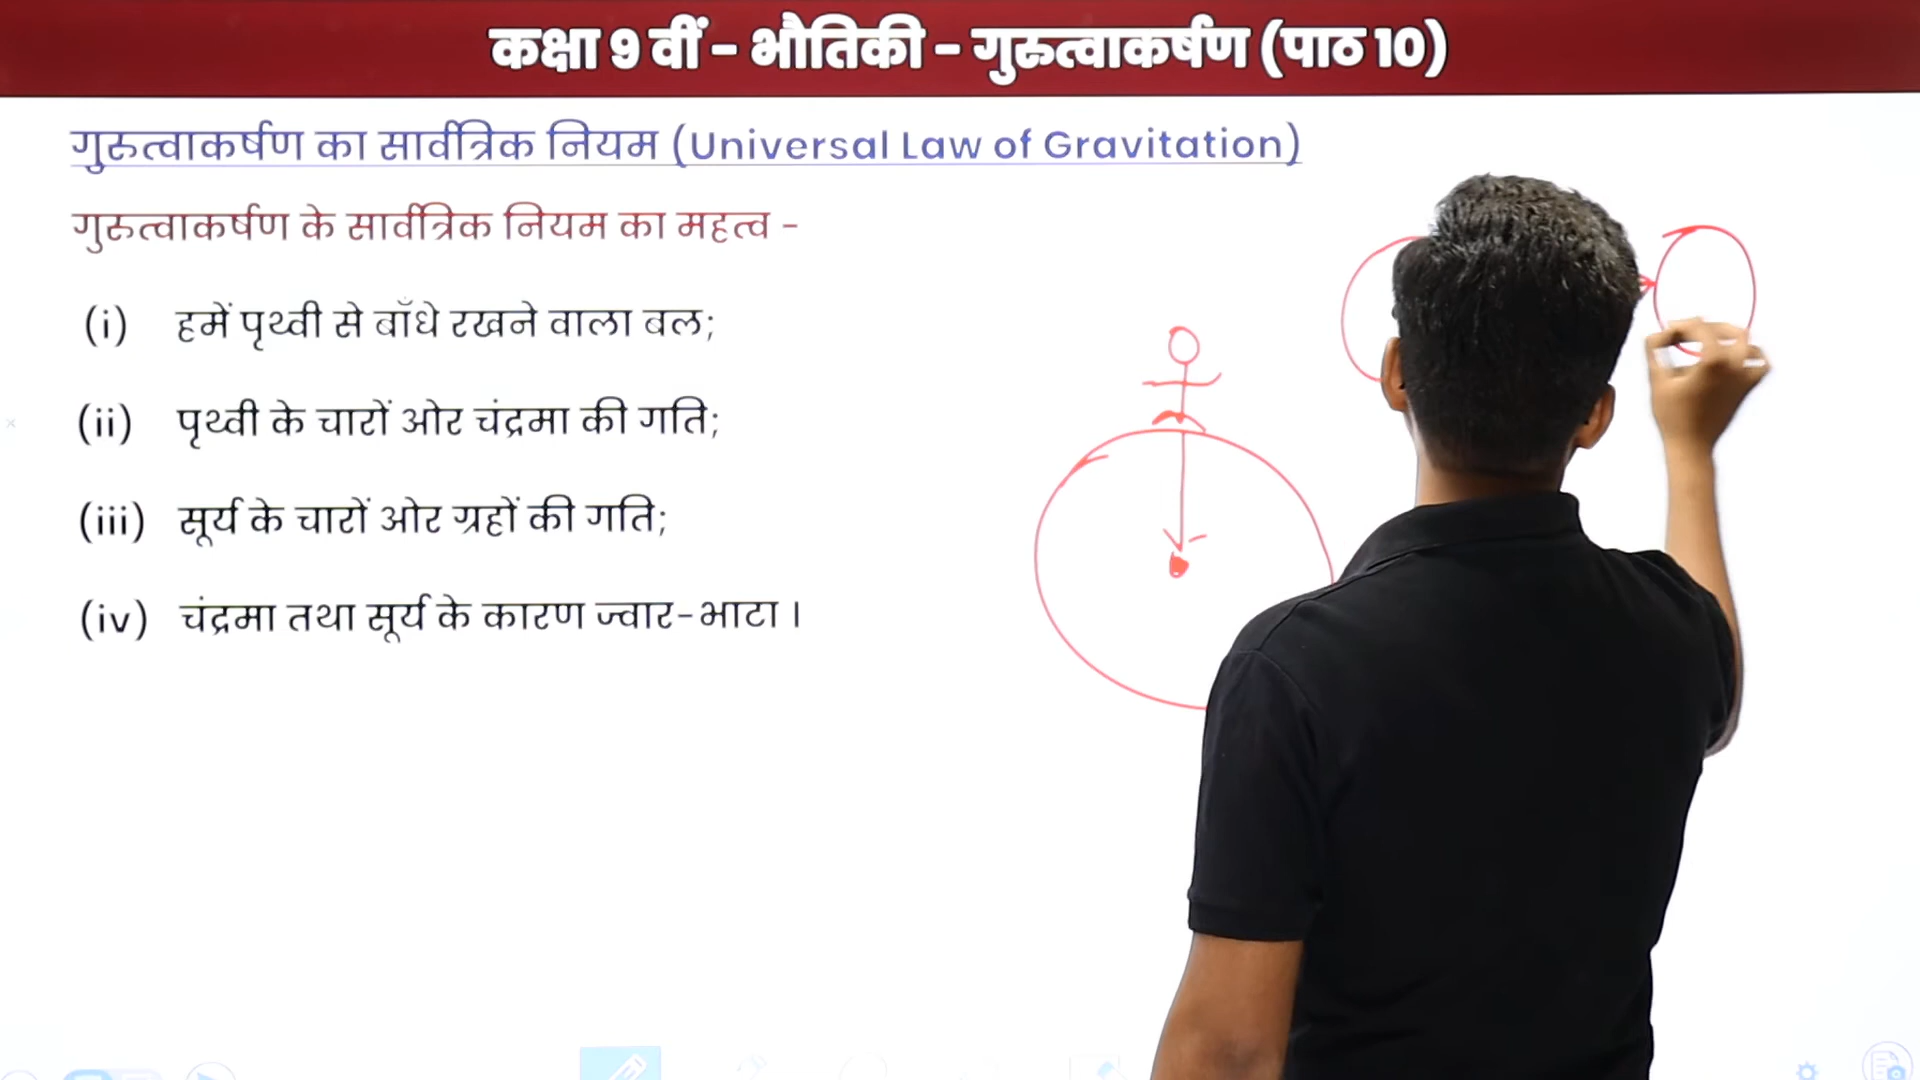 कक्षा 9 वीं - भौतिकी - गुरुत्वाकर्षण (पाठ 10)
गुरुत्वाकर्षण का सार्वत्रिक नियम (Universal Law of Gravitation)
गुरुत्वाकर्षण के सार्वत्रिक नियम का महत्व -
(i) हमें पृथ्वी से बाँधे रखने वाला बल;
(ii) पृथ्वी के चारों ओर चंद्रमा की गति;
(iii) सूर्य के चारों ओर ग्रहों की गति;
(iv) चंद्रमा तथा सूर्य के कारण ज्वार-भाटा ।